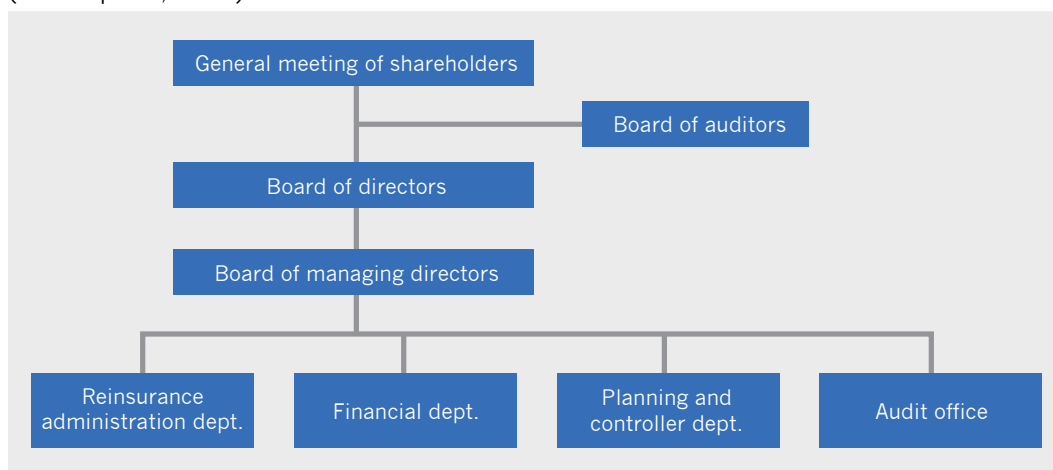 General meeting of shareholders
Board of auditors
Board of directors
Board of managing directors
Reinsurance
administration dept.
Financial dept.
Planning and
controller dept.
Audit office